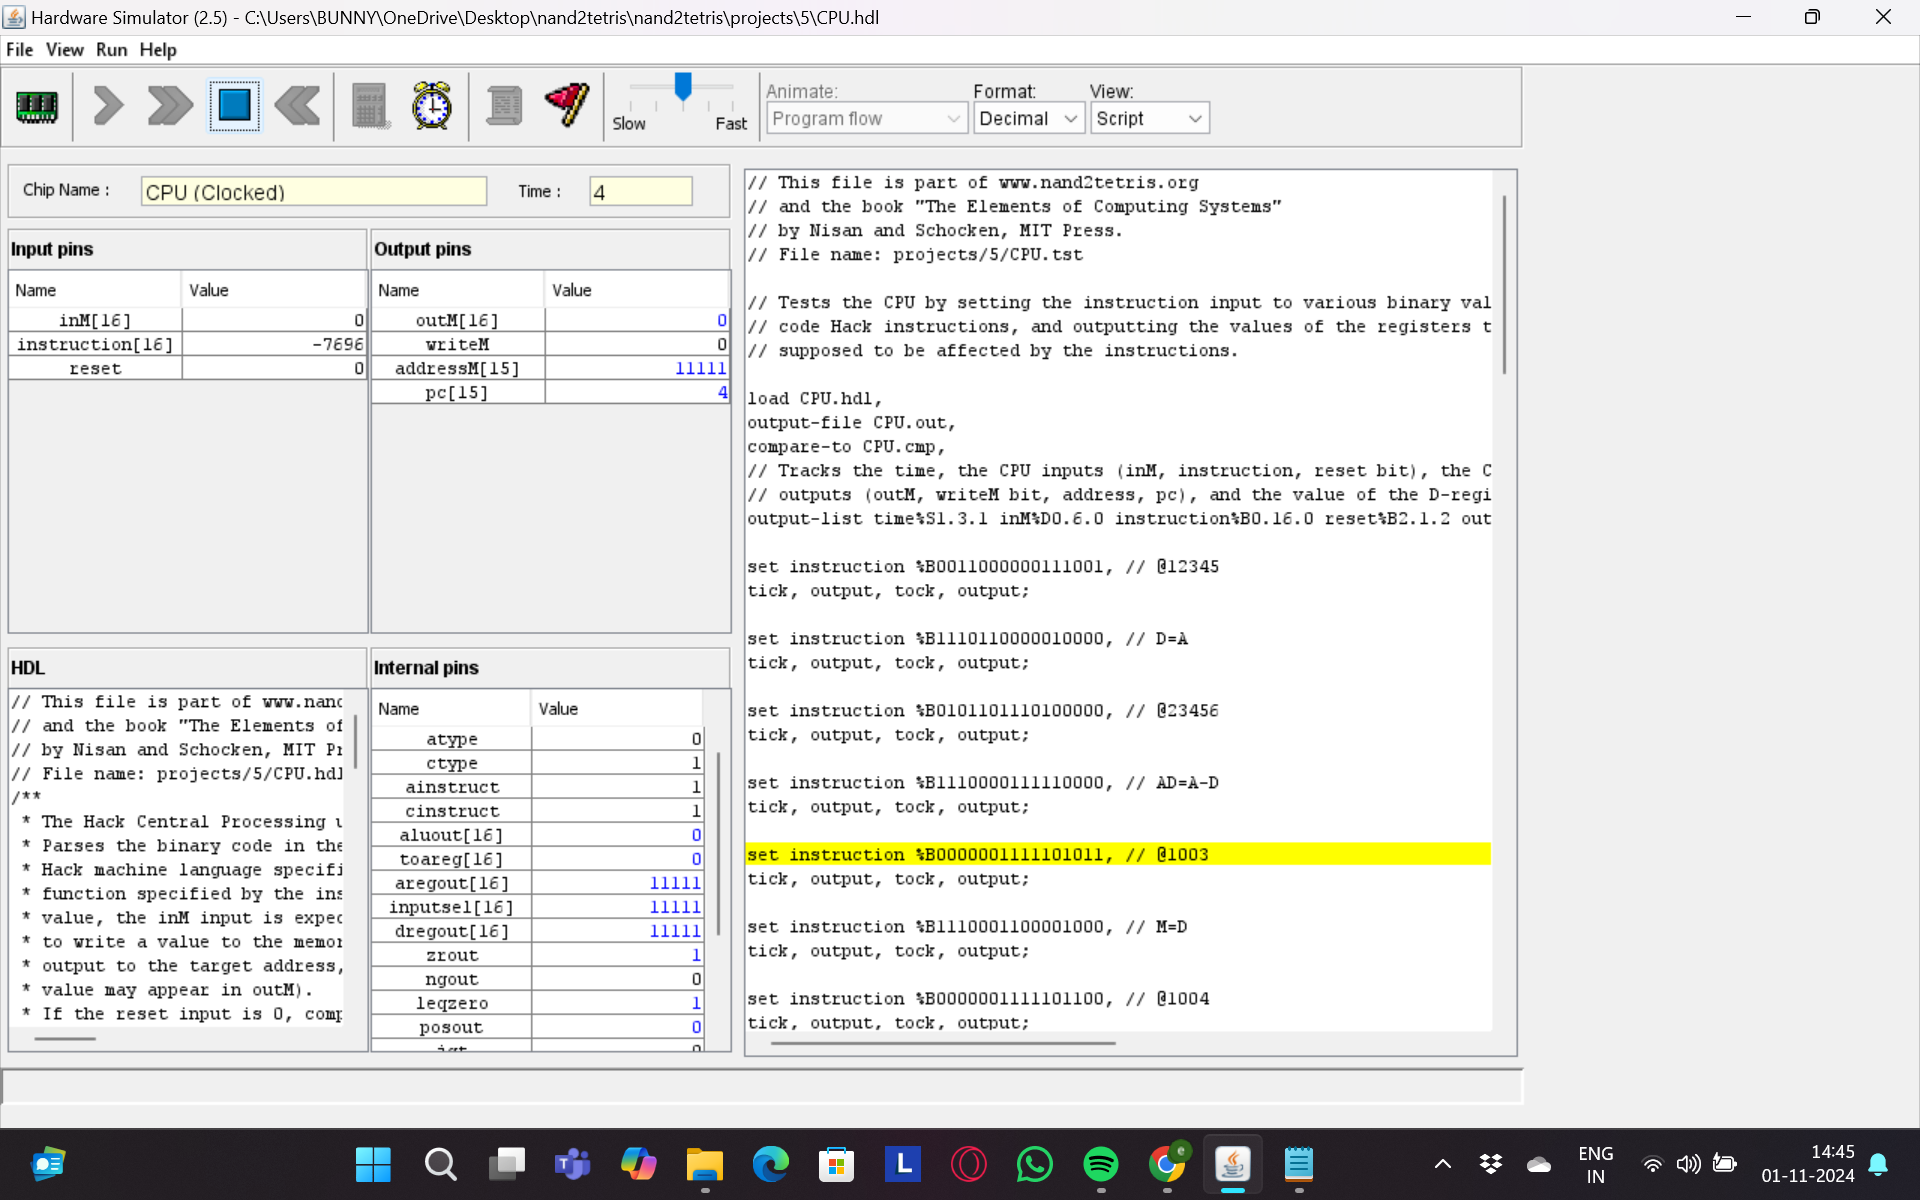 Hardware Simulator (2.5) - C:\Users\BUNNY\OneDrive\Desktop\nand2tetris\nand2tetris\projects\5\CPU.hdl
File View Run Help
Slow Fast
Animate: Format: View:
Program flow Decimal Script
Chip Name : CPU (Clocked) Time : 4
Input pins
Name Value
inM[16] 0
instruction[16] -7696
reset 0
Output pins
Name Value
outM[16] 0
writeM 0
addressM[15] 11111
pc[15] 4
HDL
// This file is part of www.nand
// and the book "The Elements of
// by Nisan and Schocken, MIT Pr
// File name: projects/5/CPU.hdl
/**
* The Hack Central Processing u
* Parses the binary code in the
* Hack machine language specifi
* function specified by the ins
* value, the inM input is expec
* to write a value to the memor
* output to the target address,
* value may appear in outM).
* If the reset input is 0, comp
Internal pins
Name Value
atype 0
ctype 1
ainstruct 1
cinstruct 1
aluout[16] 0
toareg[16] 0
aregout[16] 11111
inputsel[16] 11111
dregout[16] 11111
zrout 1
ngout 0
leqzero 1
posout 0
// This file is part of www.nand2tetris.org
// and the book "The Elements of Computing Systems"
// by Nisan and Schocken, MIT Press.
// File name: projects/5/CPU.tst
// Tests the CPU by setting the instruction input to various binary val
// code Hack instructions, and outputting the values of the registers t
// supposed to be affected by the instructions.
load CPU.hdl,
output-file CPU.out,
compare-to CPU.cmp,
// Tracks the time, the CPU inputs (inM, instruction, reset bit), the C
// outputs (outM, writeM bit, address, pc), and the value of the D-regi
output-list time%S1.3.1 inM%D0.6.0 instruction%B0.16.0 reset%B2.1.2 out
set instruction %B0011000000111001, // @12345
tick, output, tock, output;
set instruction %B1110110000010000, // D=A
tick, output, tock, output;
set instruction %B0101101110100000, // @23456
tick, output, tock, output;
set instruction %B1110000111110000, // AD=A-D
tick, output, tock, output;
set instruction %B0000001111101011, // @1003
tick, output, tock, output;
set instruction %B1110001100001000, // M=D
tick, output, tock, output;
set instruction %B0000001111101100, // @1004
tick, output, tock, output;
L
e
ENG
IN
14:45
01-11-2024